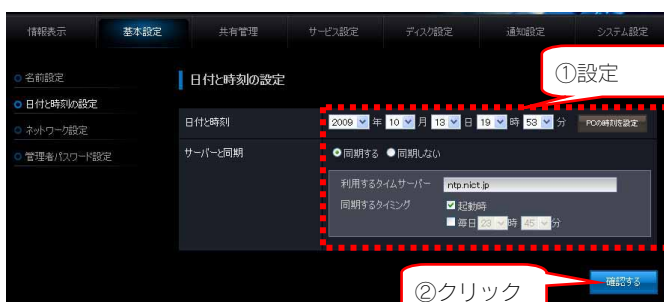 情報表示 基本設定 共有管理 サービス設定 ディスク設定 通知設定 システム設定
①設定
名前設定
日付と時刻の設定
ネットワーク設定
管理者パスワード設定
日付と時刻の設定
日付と時刻 2009 年 10 月 13 日 19 時 53 分 PCの時刻を設定
サーバーと同期 同期する 同期しない
利用するタイムサーバー ntp.nict.jp
同期するタイミング 起動時
毎日 23 時 45 分
②クリック
確認する